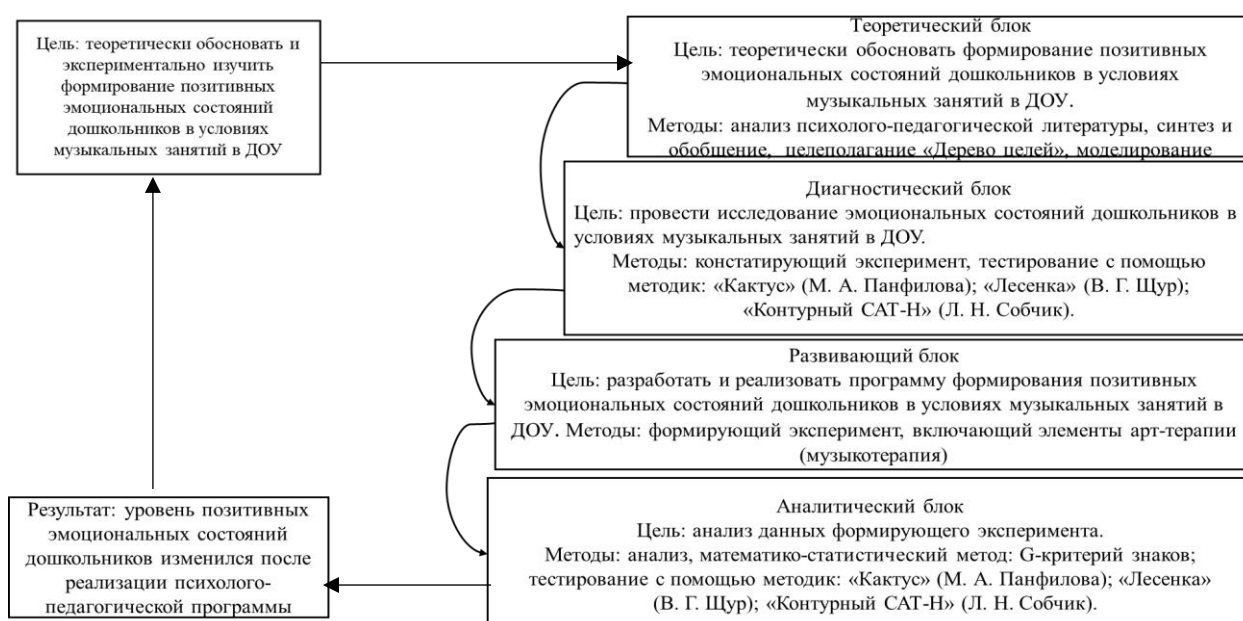 Цель: теоретически обосновать и
экспериментально изучить
формирование позитивных
эмоциональных состояний
дошкольников в условиях
музыкальных занятий в ДОУ
Теоретический блок
Цель: теоретически обосновать формирование позитивных
эмоциональных состояний дошкольников в условиях
музыкальных занятий в ДОУ.
Методы: анализ психолого-педагогической литературы, синтез и
обобщение, целеполагание «Дерево целей», моделирование
Диагностический блок
Цель: провести исследование эмоциональных состояний дошкольников в
условиях музыкальных занятий в ДОУ.
Методы: констатирующий эксперимент, тестирование с помощью
методик: «Кактус» (М. А. Панфилова); «Лесенка» (В. Г. Щур);
«Контурный САТ-Н» (Л. Н. Собчик).
Развивающий блок
Цель: разработать и реализовать программу формирования позитивных
эмоциональных состояний дошкольников в условиях музыкальных занятий в
ДОУ. Методы: формирующий эксперимент, включающий элементы арт-терапии
(музыкотерапия)
Аналитический блок
Цель: анализ данных формирующего эксперимента.
Методы: анализ, математико-статистический метод: G-критерий знаков;
тестирование с помощью методик: «Кактус» (М. А. Панфилова); «Лесенка»
(В. Г. Щур); «Контурный САТ-Н» (Л. Н. Собчик).
Результат: уровень позитивных
эмоциональных состояний
дошкольников изменился после
реализации психолого-
педагогической программы